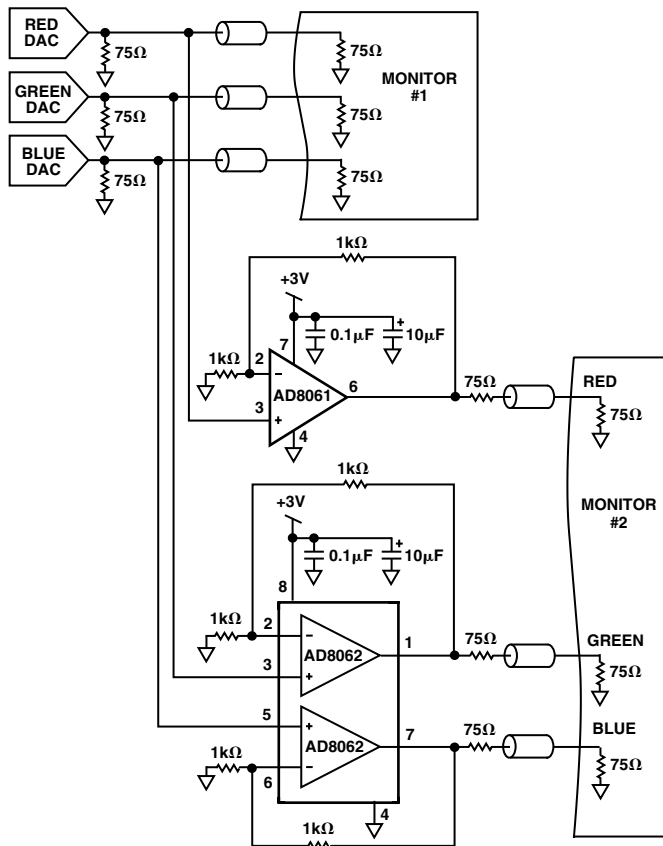 RED
DAC
75Ω
75Ω
GREEN
DAC
75Ω
75Ω
BLUE
DAC
75Ω
75Ω
MONITOR
#1
1kΩ
+3V
7
0.1μF
+
10μF
1kΩ
2
–
AD8061
6
3
+
4
75Ω
RED
75Ω
1kΩ
+3V
8
0.1μF
+
10μF
MONITOR
#2
1kΩ
2
–
AD8062
1
3
+
75Ω
GREEN
75Ω
5
+
AD8062
7
1kΩ
6
–
75Ω
BLUE
75Ω
4
1kΩ